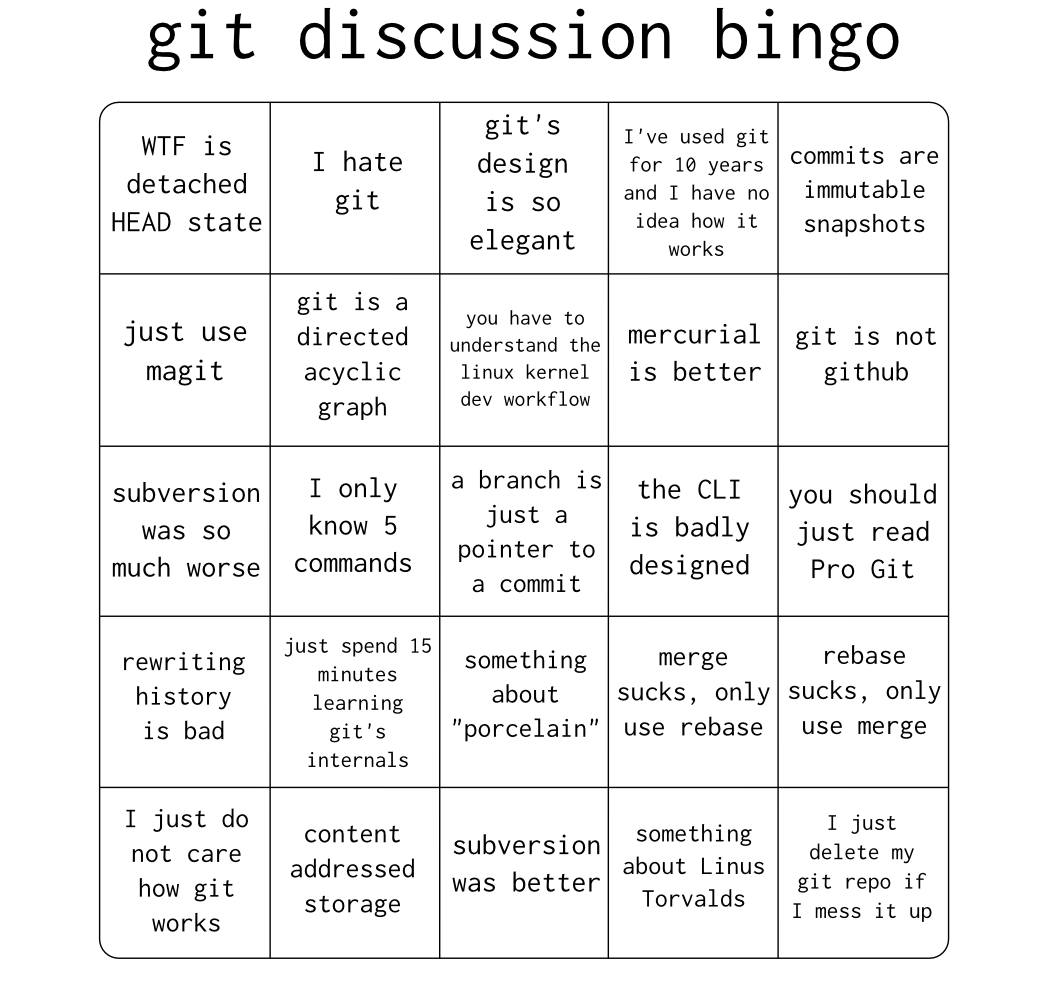 git discussion bingo
WTF is
detached
HEAD state
I hate
git
git's
design
is so
elegant
I've used git
for 10 years
and I have no
idea how it
works
commits are
immutable
snapshots
just use
magit
git is a
directed
acyclic
graph
you have to
understand the
linux kernel
dev workflow
mercurial
is better
git is not
github
subversion
was so
much worse
I only
know 5
commands
a branch is
just a
pointer to
a commit
the CLI
is badly
designed
you should
just read
Pro Git
rewriting
history
is bad
just spend 15
minutes
learning
git's
internals
something
about
"porcelain"
merge
sucks, only
use rebase
rebase
sucks, only
use merge
I just do
not care
how git
works
content
addressed
storage
subversion
was better
something
about Linus
Torvalds
I just
delete my
git repo if
I mess it up